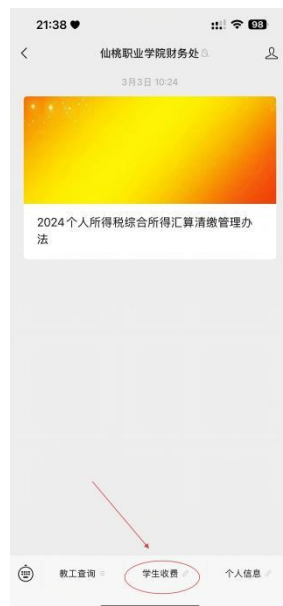 21:38
98
仙桃职业学院财务处
3月3日 10:24
2024个人所得税综合所得汇算清缴管理办
法
教工查询
学生收费
个人信息